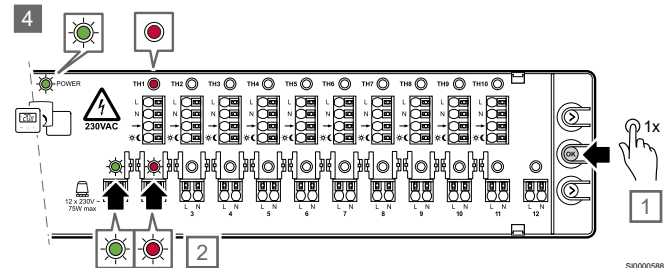 4
POWER
TH1 TH2 TH3 TH4 TH5 TH6 TH7 TH8 TH9 TH10
L L L L L L L L L L
N N N N N N N N N N
230VAC
OK
1x
12 x 230V ~
75W max
L N L N L N L N L N L N L N L N L N L N
3 4 5 6 7 8 9 10 11 12
1
2
SI0000588